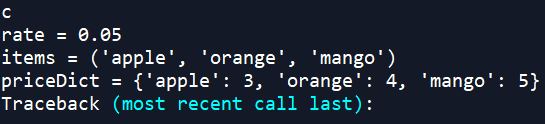 c
rate = 0.05
items = ('apple', 'orange', 'mango')
priceDict = {'apple': 3, 'orange': 4, 'mango': 5}
Traceback (most recent call last):